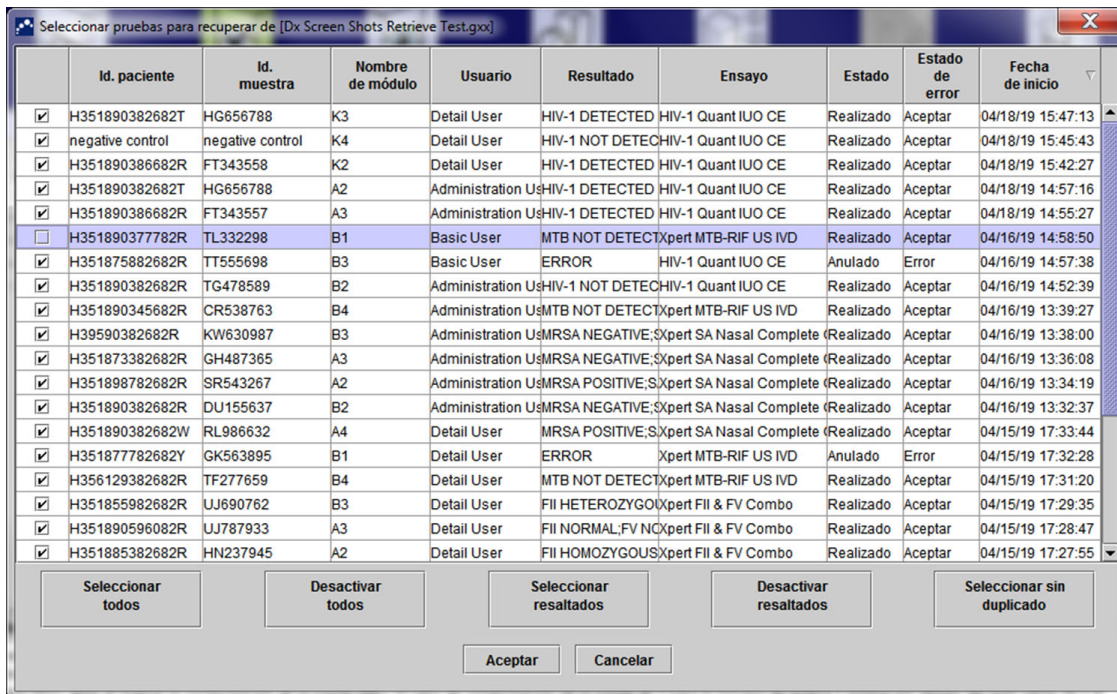 Seleccionar pruebas para recuperar de [Dx Screen Shots Retrieve Test.gxx]
Id. paciente Id. muestra Nombre de módulo Usuario Resultado Ensayo Estado Estado de error Fecha de inicio
H351890382682T HG656788 K3 Detail User HIV-1 DETECTED HIV-1 Quant IUO CE Realizado Aceptar 04/18/19 15:47:13
negative control negative control K4 Detail User HIV-1 NOT DETEC HIV-1 Quant IUO CE Realizado Aceptar 04/18/19 15:45:43
H351890386682R FT343558 K2 Detail User HIV-1 DETECTED HIV-1 Quant IUO CE Realizado Aceptar 04/18/19 15:42:27
H351890382682T HG656788 A2 Administration Us HIV-1 DETECTED HIV-1 Quant IUO CE Realizado Aceptar 04/18/19 14:57:16
H351890386682R FT343557 A3 Administration Us HIV-1 DETECTED HIV-1 Quant IUO CE Realizado Aceptar 04/18/19 14:55:27
H351890377782R TL332298 B1 Basic User MTB NOT DETECT Xpert MTB-RIF US IVD Realizado Aceptar 04/16/19 14:58:50
H351875882682R TT555698 B3 Basic User ERROR HIV-1 Quant IUO CE Anulado Error 04/16/19 14:57:38
H351890382682R TG478589 B2 Administration Us HIV-1 NOT DETEC HIV-1 Quant IUO CE Realizado Aceptar 04/16/19 14:52:39
H351890345682R CR538763 B4 Administration Us MTB NOT DETECT Xpert MTB-RIF US IVD Realizado Aceptar 04/16/19 13:39:27
H39590382682R KW630987 B3 Administration Us MRSA NEGATIVE;S Xpert SA Nasal Complete Realizado Aceptar 04/16/19 13:38:00
H351873382682R GH487365 A3 Administration Us MRSA NEGATIVE;S Xpert SA Nasal Complete Realizado Aceptar 04/16/19 13:36:08
H351898782682R SR543267 A2 Administration Us MRSA POSITIVE;S Xpert SA Nasal Complete Realizado Aceptar 04/16/19 13:34:19
H351890382682R DU155637 B2 Administration Us MRSA NEGATIVE;S Xpert SA Nasal Complete Realizado Aceptar 04/16/19 13:32:37
H351890382682W RL986632 A4 Detail User MRSA POSITIVE;S Xpert SA Nasal Complete Realizado Aceptar 04/15/19 17:33:44
H351877782682Y GK563895 B1 Detail User ERROR Xpert MTB-RIF US IVD Anulado Error 04/15/19 17:32:28
H356129382682R TF277659 B4 Detail User MTB NOT DETECT Xpert MTB-RIF US IVD Realizado Aceptar 04/15/19 17:31:20
H351855982682R UJ690762 B3 Detail User FII HETEROZYGOU Xpert FII & FV Combo Realizado Aceptar 04/15/19 17:29:35
H351890596082R UJ787933 A3 Detail User FII NORMAL;FV NO Xpert FII & FV Combo Realizado Aceptar 04/15/19 17:28:47
H351885382682R HN237945 A2 Detail User FII HOMOZYGOUS Xpert FII & FV Combo Realizado Aceptar 04/15/19 17:27:55
Seleccionar todos Desactivar todos Seleccionar resaltados Desactivar resaltados Seleccionar sin duplicado
Aceptar Cancelar